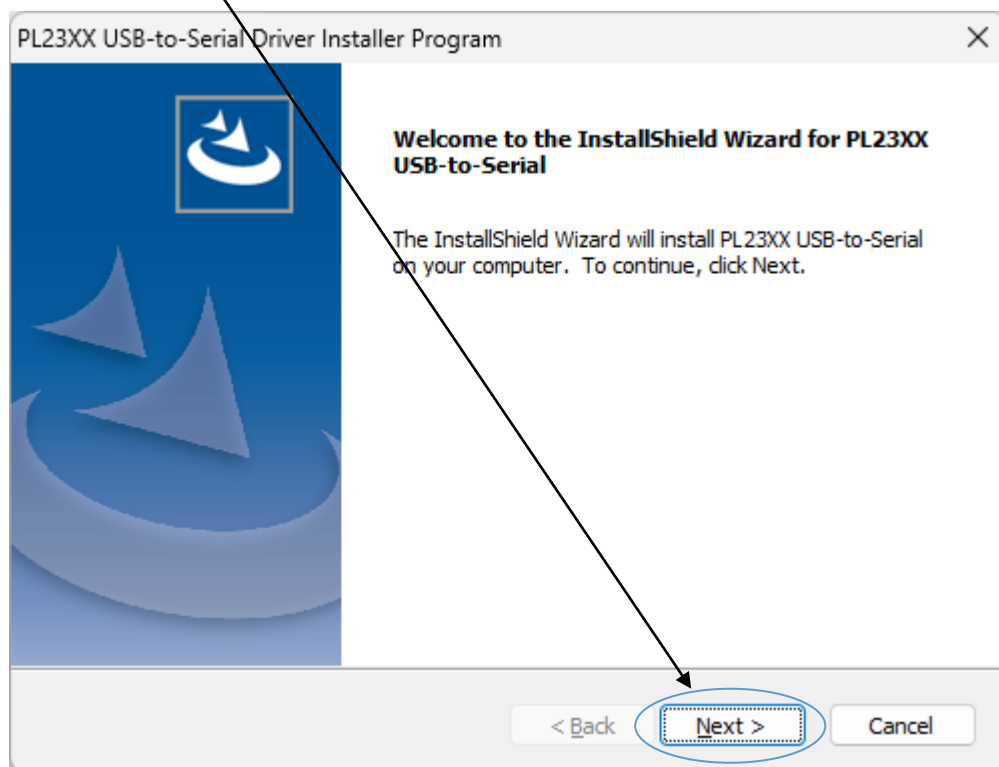 PL23XX USB-to-Serial Driver Installer Program
Welcome to the InstallShield Wizard for PL23XX
USB-to-Serial
The InstallShield Wizard will install PL23XX USB-to-Serial
on your computer.  To continue, click Next.
< Back
Next >
Cancel